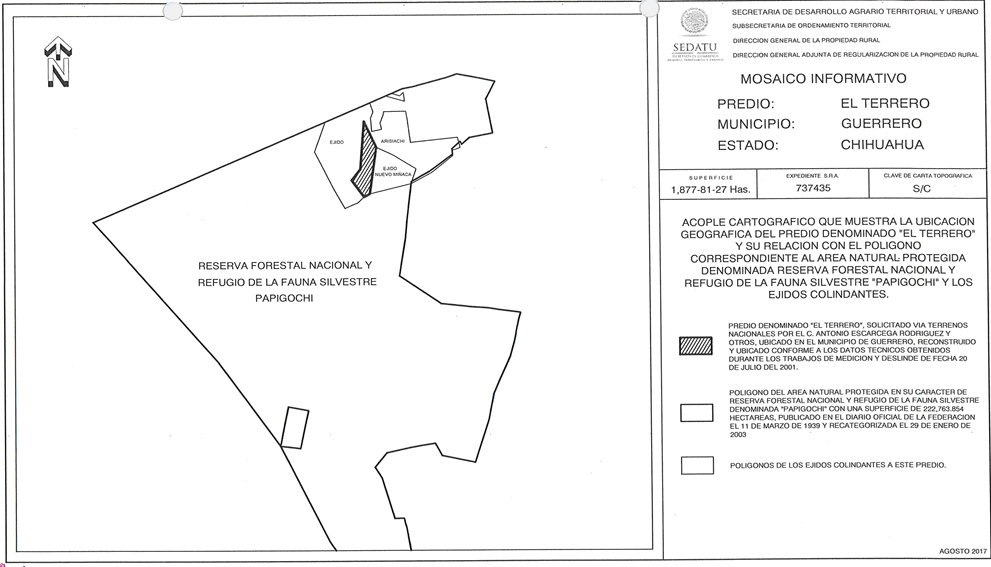 N
EJIDO
ARISIACHI
EJIDO
NUEVO MIÑACA
RESERVA FORESTAL NACIONAL Y
REFUGIO DE LA FAUNA SILVESTRE
PAPIGOCHI
SEDATU
SECRETARIA DE DESARROLLO AGRARIO TERRITORIAL Y URBANO
SUBSECRETARIA DE ORDENAMIENTO TERRITORIAL
DIRECCION GENERAL DE LA PROPIEDAD RURAL
DIRECCION GENERAL ADJUNTA DE REGULARIZACION DE LA PROPIEDAD RURAL
MOSAICO INFORMATIVO
PREDIO: EL TERRERO
MUNICIPIO: GUERRERO
ESTADO: CHIHUAHUA
SUPERFICIE
1,877-81-27 Has.
EXPEDIENTE S.R.A.
737435
CLAVE DE CARTA TOPOGRAFICA
S/C
ACOPLE CARTOGRAFICO QUE MUESTRA LA UBICACION
GEOGRAFICA DEL PREDIO DENOMINADO "EL TERRERO"
Y SU RELACION CON EL POLIGONO
CORRESPONDIENTE AL AREA NATURAL PROTEGIDA
DENOMINADA RESERVA FORESTAL NACIONAL Y
REFUGIO DE LA FAUNA SILVESTRE "PAPIGOCHI" Y LOS
EJIDOS COLINDANTES.
PREDIO DENOMINADO "EL TERRERO", SOLICITADO VIA TERRENOS
NACIONALES POR EL C. ANTONIO ESCARCEGA RODRIGUEZ Y
OTROS, UBICADO EN EL MUNICIPIO DE GUERRERO, RECONSTRUIDO
Y UBICADO CONFORME A LOS DATOS TECNICOS OBTENIDOS
DURANTE LOS TRABAJOS DE MEDICION Y DESLINDE DE FECHA 20
DE JULIO DEL 2001.
POLIGONO DEL AREA NATURAL PROTEGIDA EN SU CARACTER DE
RESERVA FORESTAL NACIONAL Y REFUGIO DE LA FAUNA SILVESTRE
DENOMINADA "PAPIGOCHI" CON UNA SUPERFICIE DE 222,763.854
HECTAREAS, PUBLICADO EN EL DIARIO OFICIAL DE LA FEDERACION
EL 11 DE MARZO DE 1939 Y RECATEGORIZADA EL 29 DE ENERO DE
2003
POLIGONOS DE LOS EJIDOS COLINDANTES A ESTE PREDIO.
AGOSTO 2017